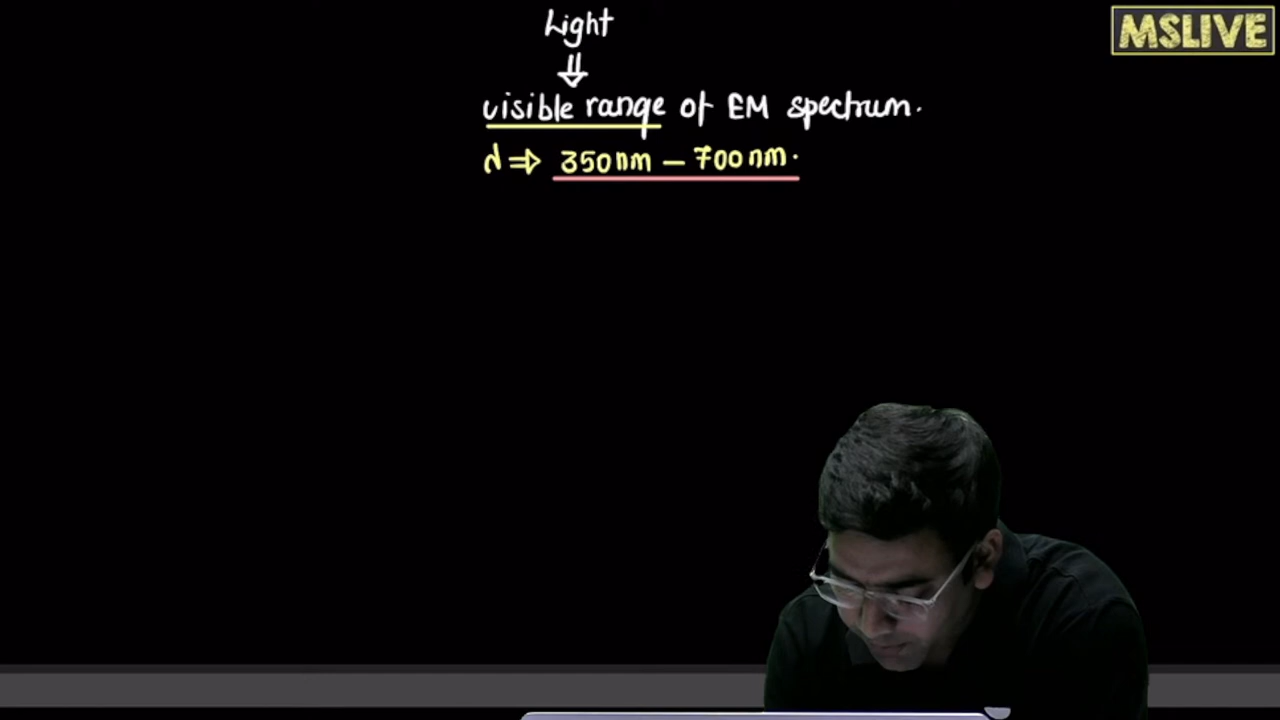 Light
⇓
visible range of EM spectrum.
λ ⇒ 350nm – 700nm.
MSLIVE